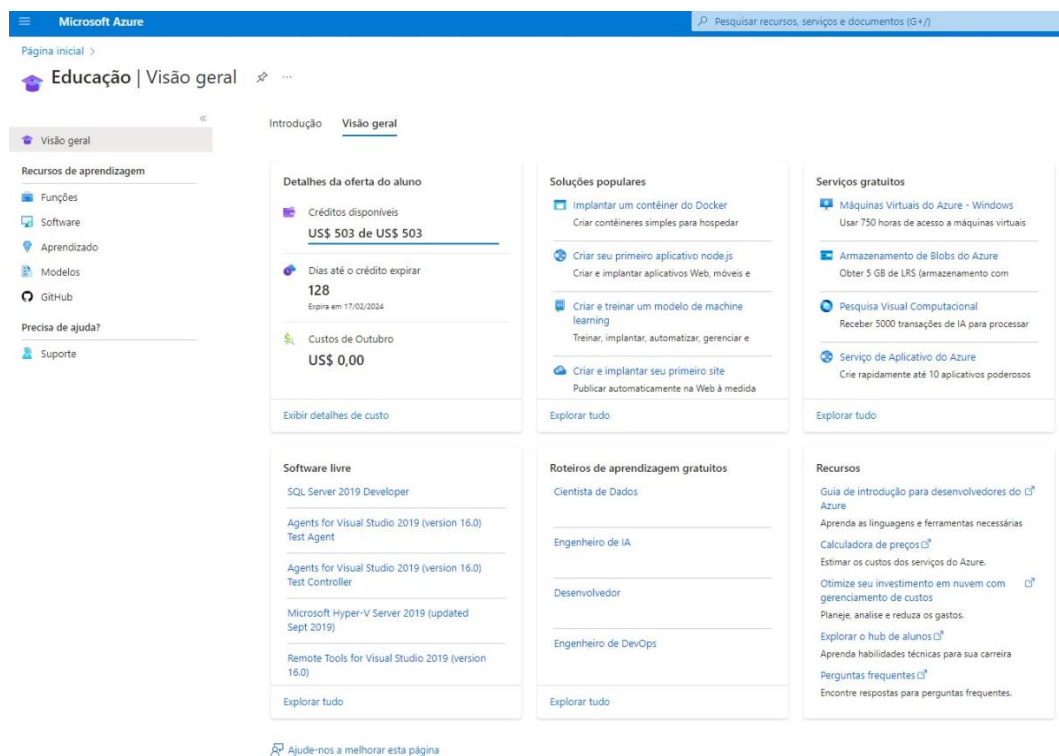 Microsoft Azure
Pesquisar recursos, serviços e documentos (G+/)
Página inicial >
Educação | Visão geral
...
«
Visão geral
Recursos de aprendizagem
Funções
Software
Aprendizado
Modelos
GitHub
Precisa de ajuda?
Suporte
Introdução
Visão geral
Detalhes da oferta do aluno
Créditos disponíveis
US$ 503 de US$ 503
Dias até o crédito expirar
128
Expira em 17/02/2024
Custos de Outubro
US$ 0,00
Exibir detalhes de custo
Soluções populares
Implantar um contêiner do Docker
Criar contêineres simples para hospedar
Criar seu primeiro aplicativo node.js
Criar e implantar aplicativos Web, móveis e
Criar e treinar um modelo de machine
learning
Treinar, implantar, automatizar, gerenciar e
Criar e implantar seu primeiro site
Publicar automaticamente na Web à medida
Explorar tudo
Serviços gratuitos
Máquinas Virtuais do Azure - Windows
Usar 750 horas de acesso a máquinas virtuais
Armazenamento de Blobs do Azure
Obter 5 GB de LRS (armazenamento com
Pesquisa Visual Computacional
Receber 5000 transações de IA para processar
Serviço de Aplicativo do Azure
Crie rapidamente até 10 aplicativos poderosos
Explorar tudo
Software livre
SQL Server 2019 Developer
Agents for Visual Studio 2019 (version 16.0)
Test Agent
Agents for Visual Studio 2019 (version 16.0)
Test Controller
Microsoft Hyper-V Server 2019 (updated
Sept 2019)
Remote Tools for Visual Studio 2019 (version
16.0)
Explorar tudo
Roteiros de aprendizagem gratuitos
Cientista de Dados
Engenheiro de IA
Desenvolvedor
Engenheiro de DevOps
Explorar tudo
Recursos
Guia de introdução para desenvolvedores do
Azure
Aprenda as linguagens e ferramentas necessárias
Calculadora de preços
Estimar os custos dos serviços do Azure.
Otimize seu investimento em nuvem com
gerenciamento de custos
Planeje, analise e reduza os gastos.
Explorar o hub de alunos
Aprenda habilidades técnicas para sua carreira
Perguntas frequentes
Encontre respostas para perguntas frequentes.
Ajude-nos a melhorar esta página